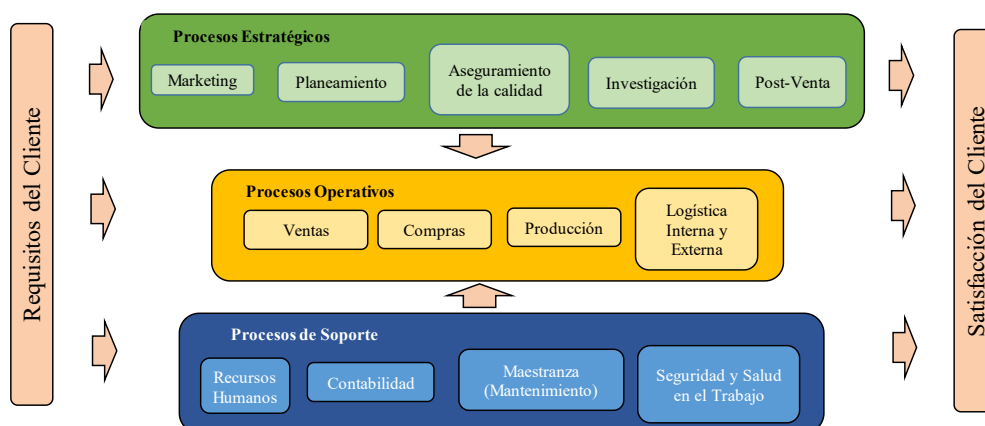 Requisitos del Cliente
Procesos Estratégicos
Marketing
Planeamiento
Aseguramiento
de la calidad
Investigación
Post-Venta
Procesos Operativos
Ventas
Compras
Producción
Logística
Interna y
Externa
Procesos de Soporte
Recursos
Humanos
Contabilidad
Maestranza
(Mantenimiento)
Seguridad y Salud
en el Trabajo
Satisfacción del Cliente